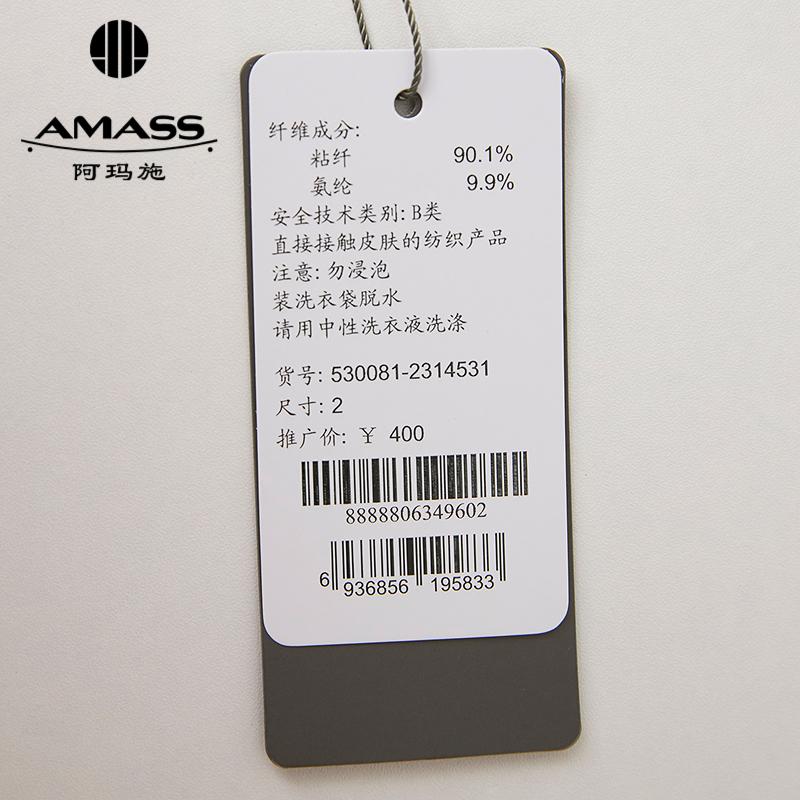 AMASS
阿玛施
纤维成分:
粘纤 90.1%
氨纶 9.9%
安全技术类别: B类
直接接触皮肤的纺织产品
注意: 勿浸泡
装洗衣袋脱水
请用中性洗衣液洗涤
货号: 530081-2314531
尺寸: 2
推广价: ￥ 400
8888806349602
6 936856 195833